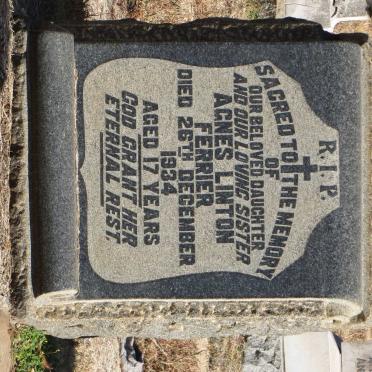 R. I. P.
SACRED TO THE MEMORY
OF
OUR BELOVED DAUGHTER
AND OUR LOVING SISTER
AGNES LINTON
FERRIER
DIED 26TH DECEMBER
1934
AGED 17 YEARS
GOD GRANT HER
ETERNAL REST.